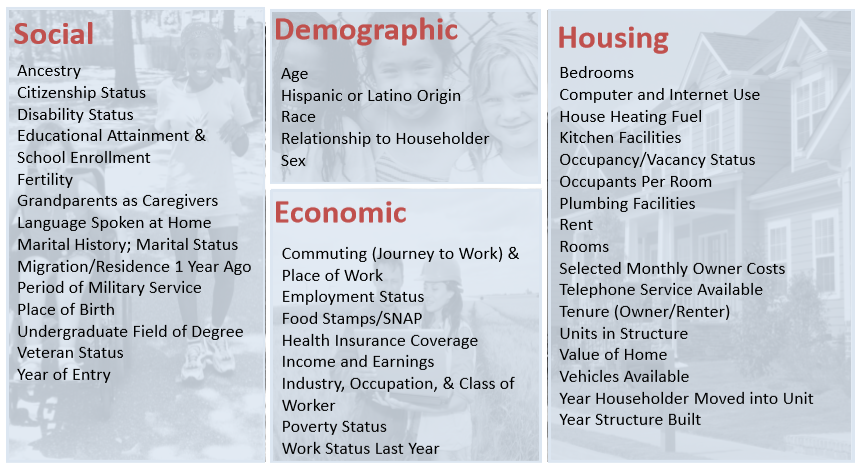 Social
Ancestry
Citizenship Status
Disability Status
Educational Attainment &
School Enrollment
Fertility
Grandparents as Caregivers
Language Spoken at Home
Marital History; Marital Status
Migration/Residence 1 Year Ago
Period of Military Service
Place of Birth
Undergraduate Field of Degree
Veteran Status
Year of Entry
Demographic
Age
Hispanic or Latino Origin
Race
Relationship to Householder
Sex
Economic
Commuting (Journey to Work) &
Place of Work
Employment Status
Food Stamps/SNAP
Health Insurance Coverage
Income and Earnings
Industry, Occupation, & Class of
Worker
Poverty Status
Work Status Last Year
Housing
Bedrooms
Computer and Internet Use
House Heating Fuel
Kitchen Facilities
Occupancy/Vacancy Status
Occupants Per Room
Plumbing Facilities
Rent
Rooms
Selected Monthly Owner Costs
Telephone Service Available
Tenure (Owner/Renter)
Units in Structure
Value of Home
Vehicles Available
Year Householder Moved into Unit
Year Structure Built